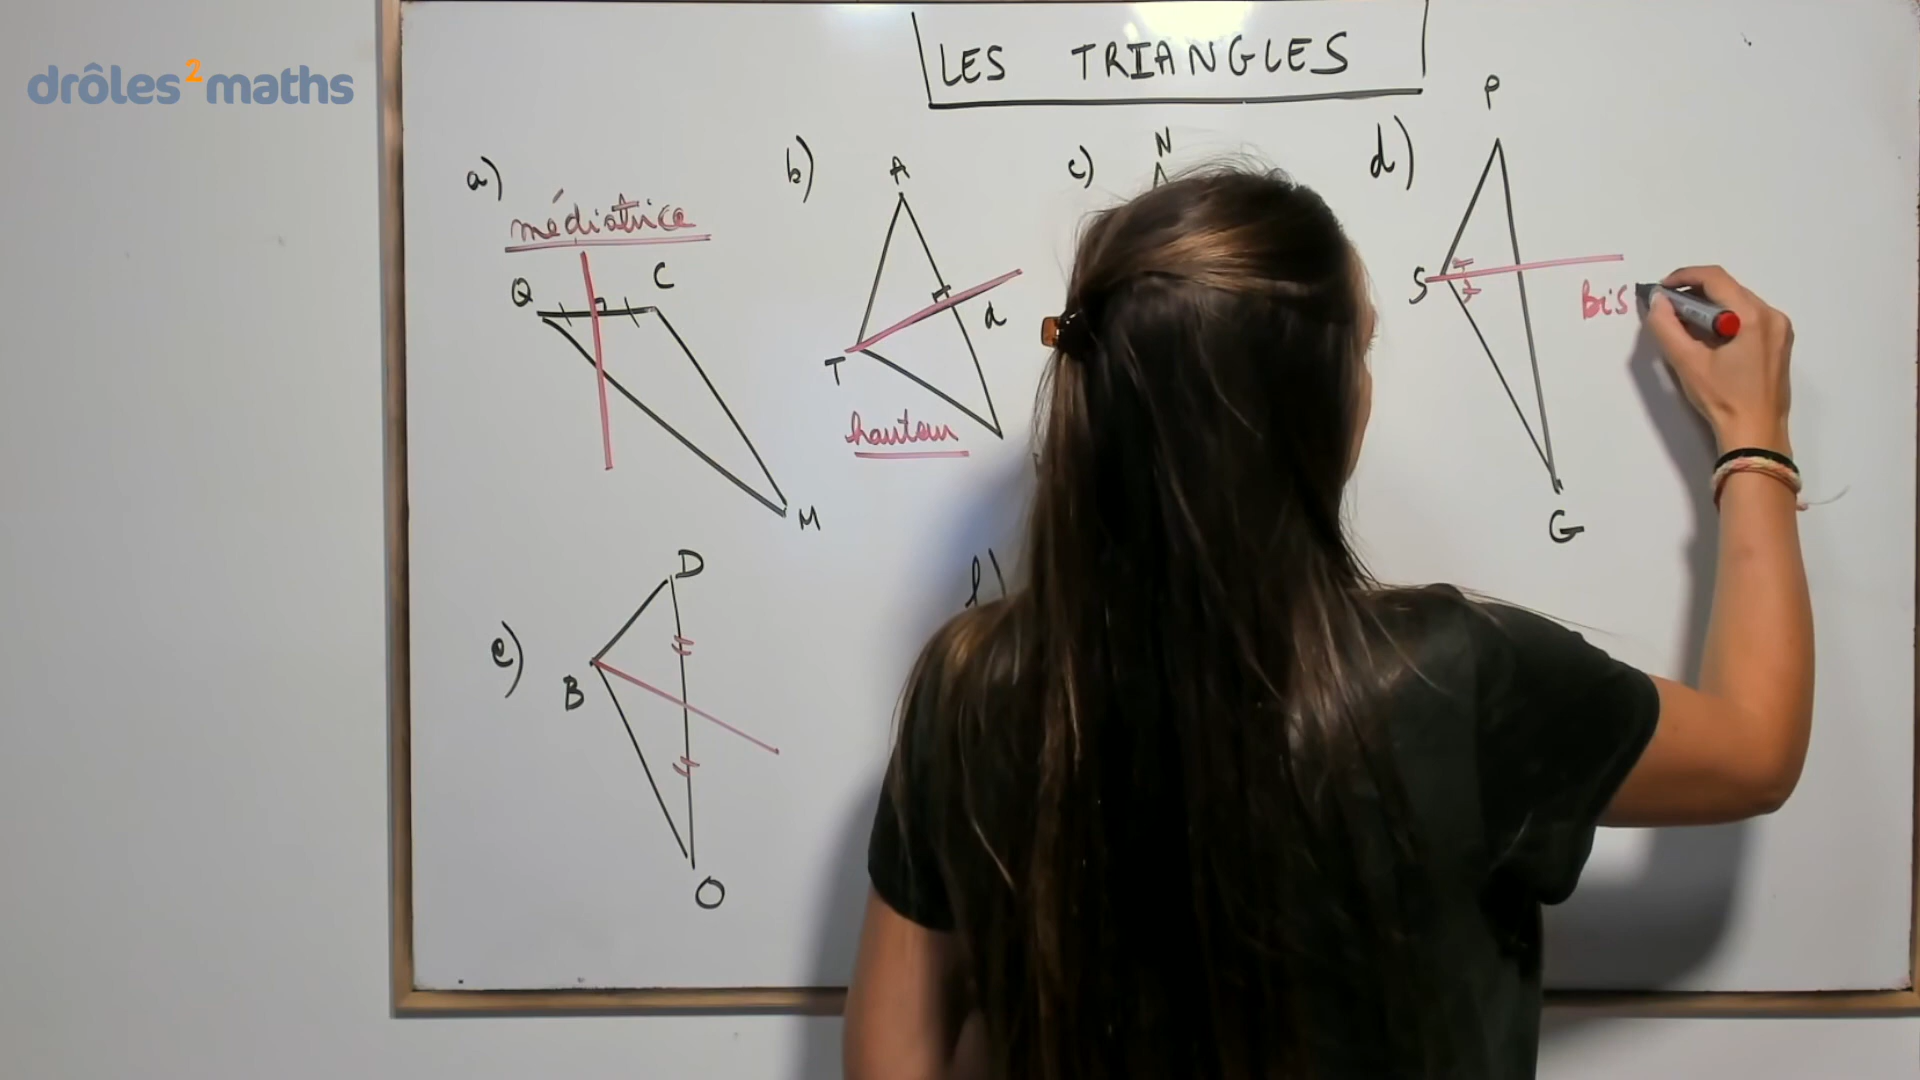 drôles²maths
LES TRIANGLES
a)
médiatrice
Q
C
M
b)
A
T
d
hauteur
c)
N
d)
P
S
Bis
G
e)
D
B
O
f)